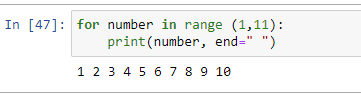 In [47]: for number in range (1,11):
    print(number, end=" ")
1 2 3 4 5 6 7 8 9 10